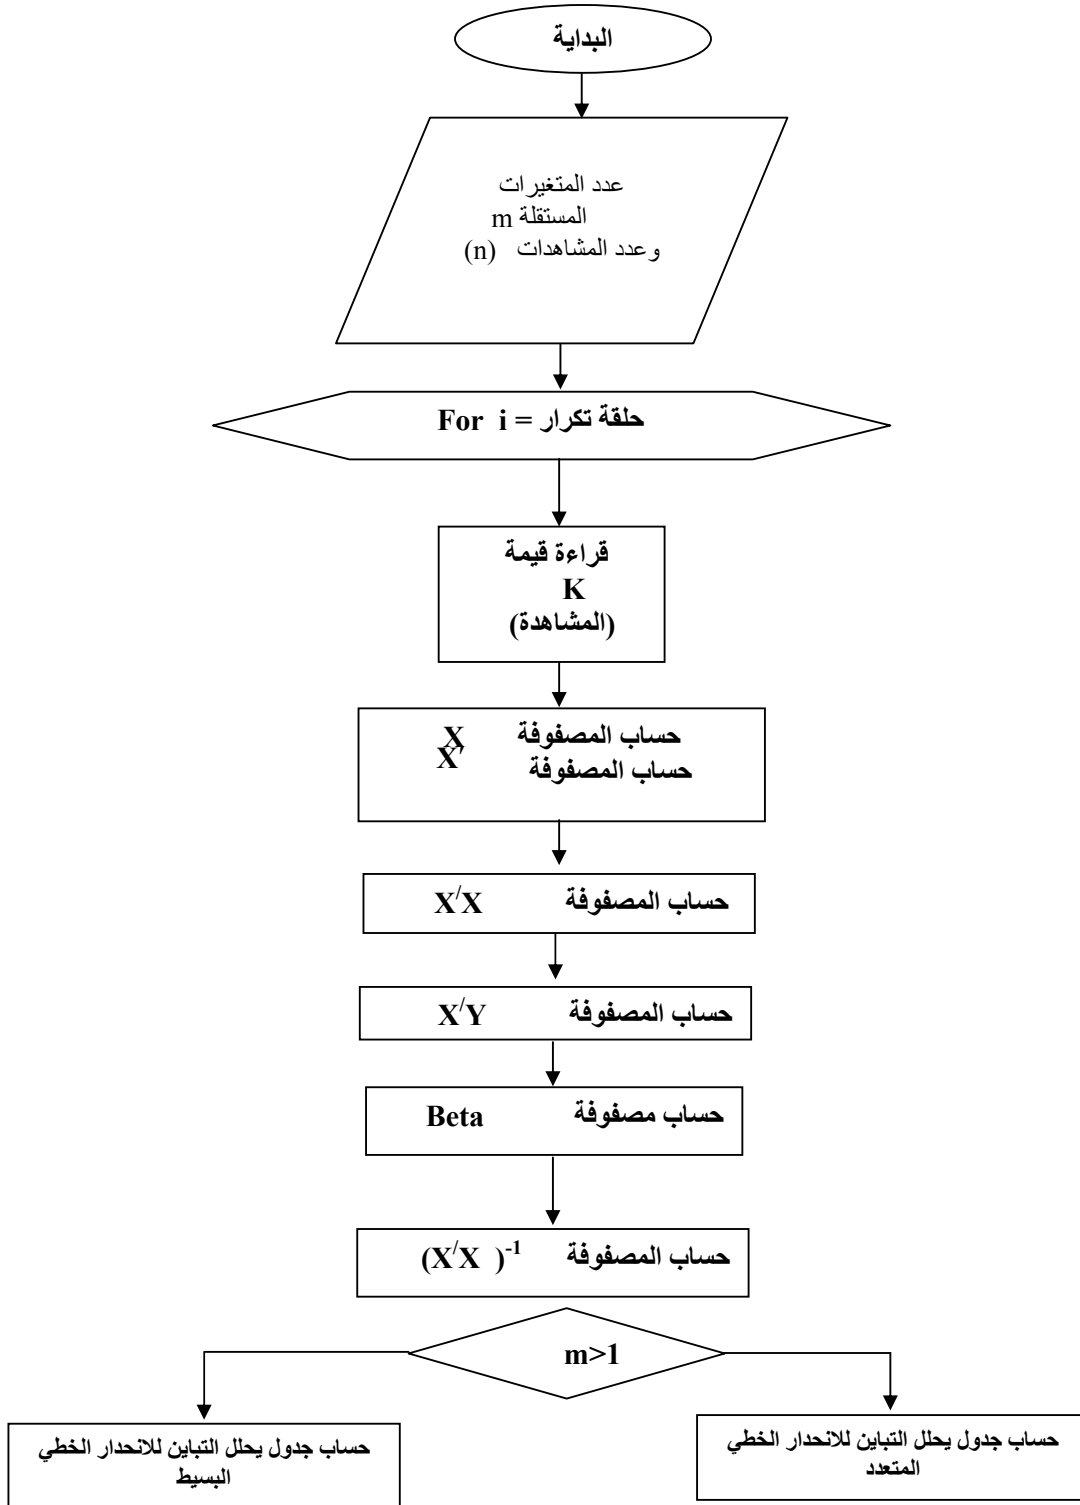 البداية
عدد المتغيرات
المستقلة m
وعدد المشاهدات (n)
حلقة تكرار = For i
قراءة قيمة
K
(المشاهدة)
حساب المصفوفة X
حساب المصفوفة X'
حساب المصفوفة X/X
حساب المصفوفة X/Y
حساب مصفوفة Beta
حساب المصفوفة (X/X )-1
m>1
حساب جدول يحلل التباين للانحدار الخطي
المتعدد
حساب جدول يحلل التباين للانحدار الخطي
البسيط